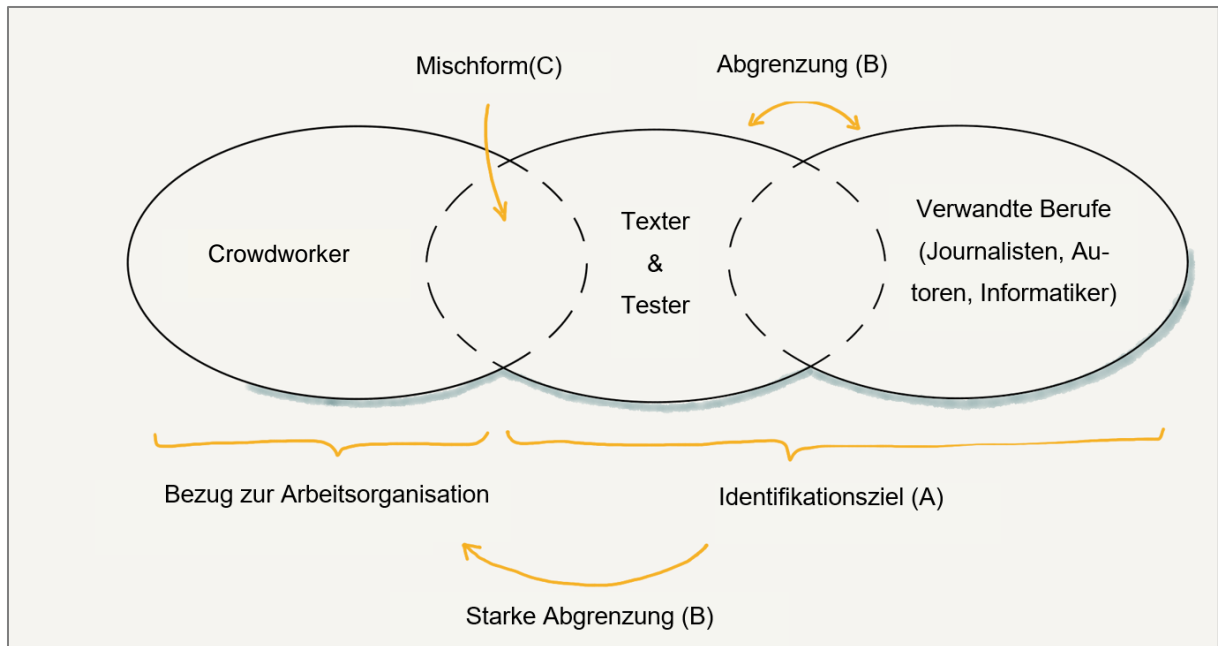 Mischform(C)
Abgrenzung (B)
Crowdworker
Texter
&
Tester
Verwandte Berufe
(Journalisten, Au-
toren, Informatiker)
Bezug zur Arbeitsorganisation
Identifikationsziel (A)
Starke Abgrenzung (B)